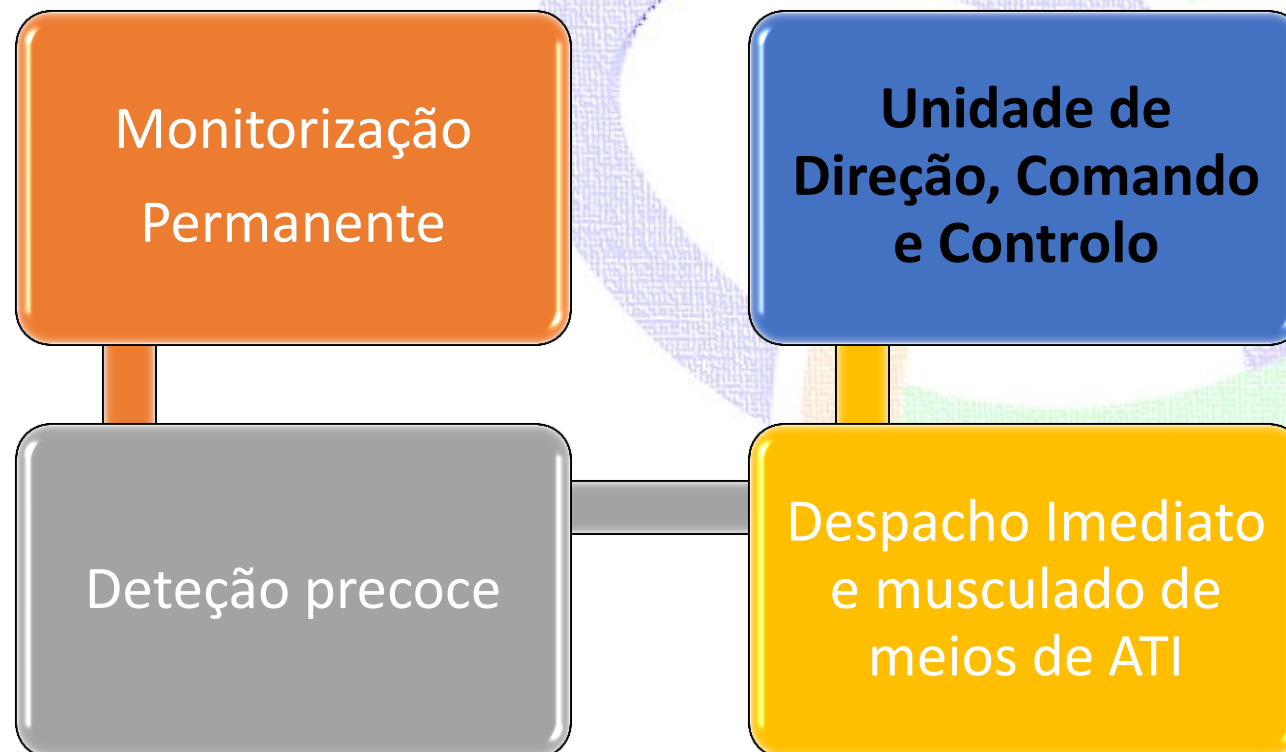 Monitorização
Permanente
Deteção precoce
Despacho Imediato
e musculado de
meios de ATI
Unidade de
Direção, Comando
e Controlo